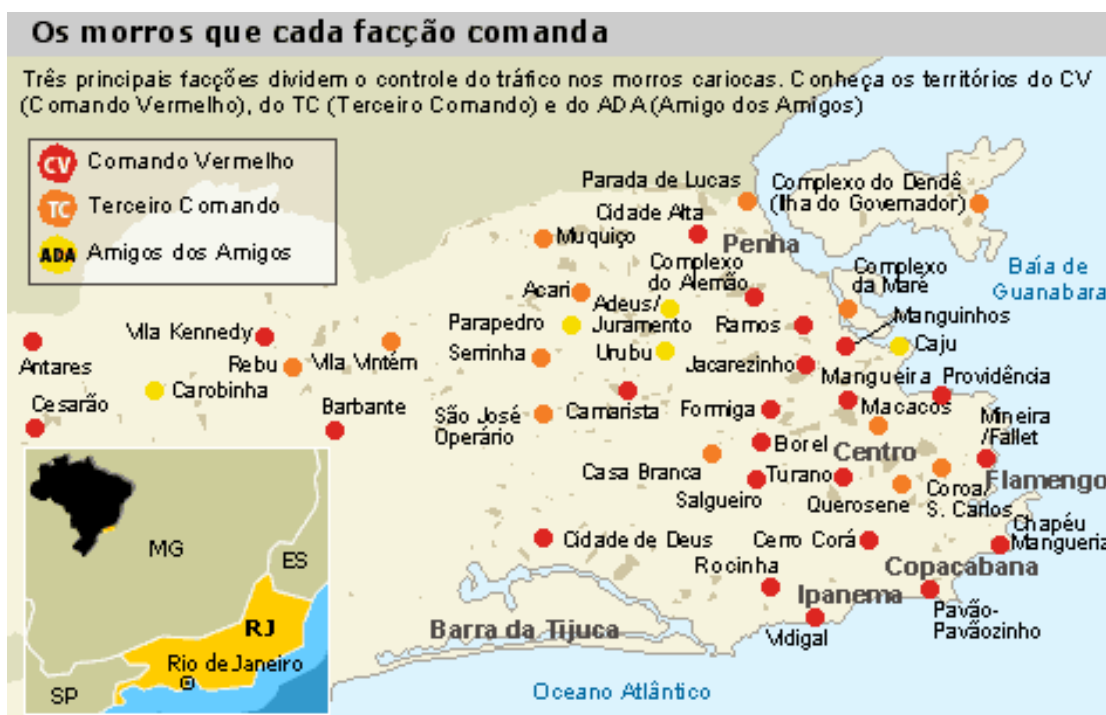 Os morros que cada facção comanda
Três principais facções dividem o controle do tráfico nos morros cariocas. Conheça os territórios do CV
(Comando Vermelho), do TC (Terceiro Comando) e do ADA (Amigo dos Amigos)
CV Comando Vermelho
TC Terceiro Comando
ADA Amigos dos Amigos
Parada de Lucas
Complexo do Dendê
(Ilha do Governador)
Cidade Alta
Muquiço
Penha
Complexo
do Alemão
Complexo
da Maré
Baía de
Guanabara
Acari
Adeus/
Juramento
Parapedro
Ramos
Manguinhos
Vila Kennedy
Antares
Rebu
Vila Vintém
Serrinha
Urubu
Jacarezinho
Caju
Carobinha
Mangueira
Providência
Cesarão
Barbante
São José
Operário
Camarista
Formiga
Macacos
Mineira
/Fallet
Borel
Centro
Casa Branca
Turano
Flamengo
Salgueiro
Querosene
Coroa/
S. Carlos
Chapéu
Mangueria
Cidade de Deus
Cerro Corá
Copacabana
Rocinha
Ipanema
Pavão-
Pavãozinho
Barra da Tijuca
Vidigal
Oceano Atlântico
MG
ES
RJ
Rio de Janeiro
SP